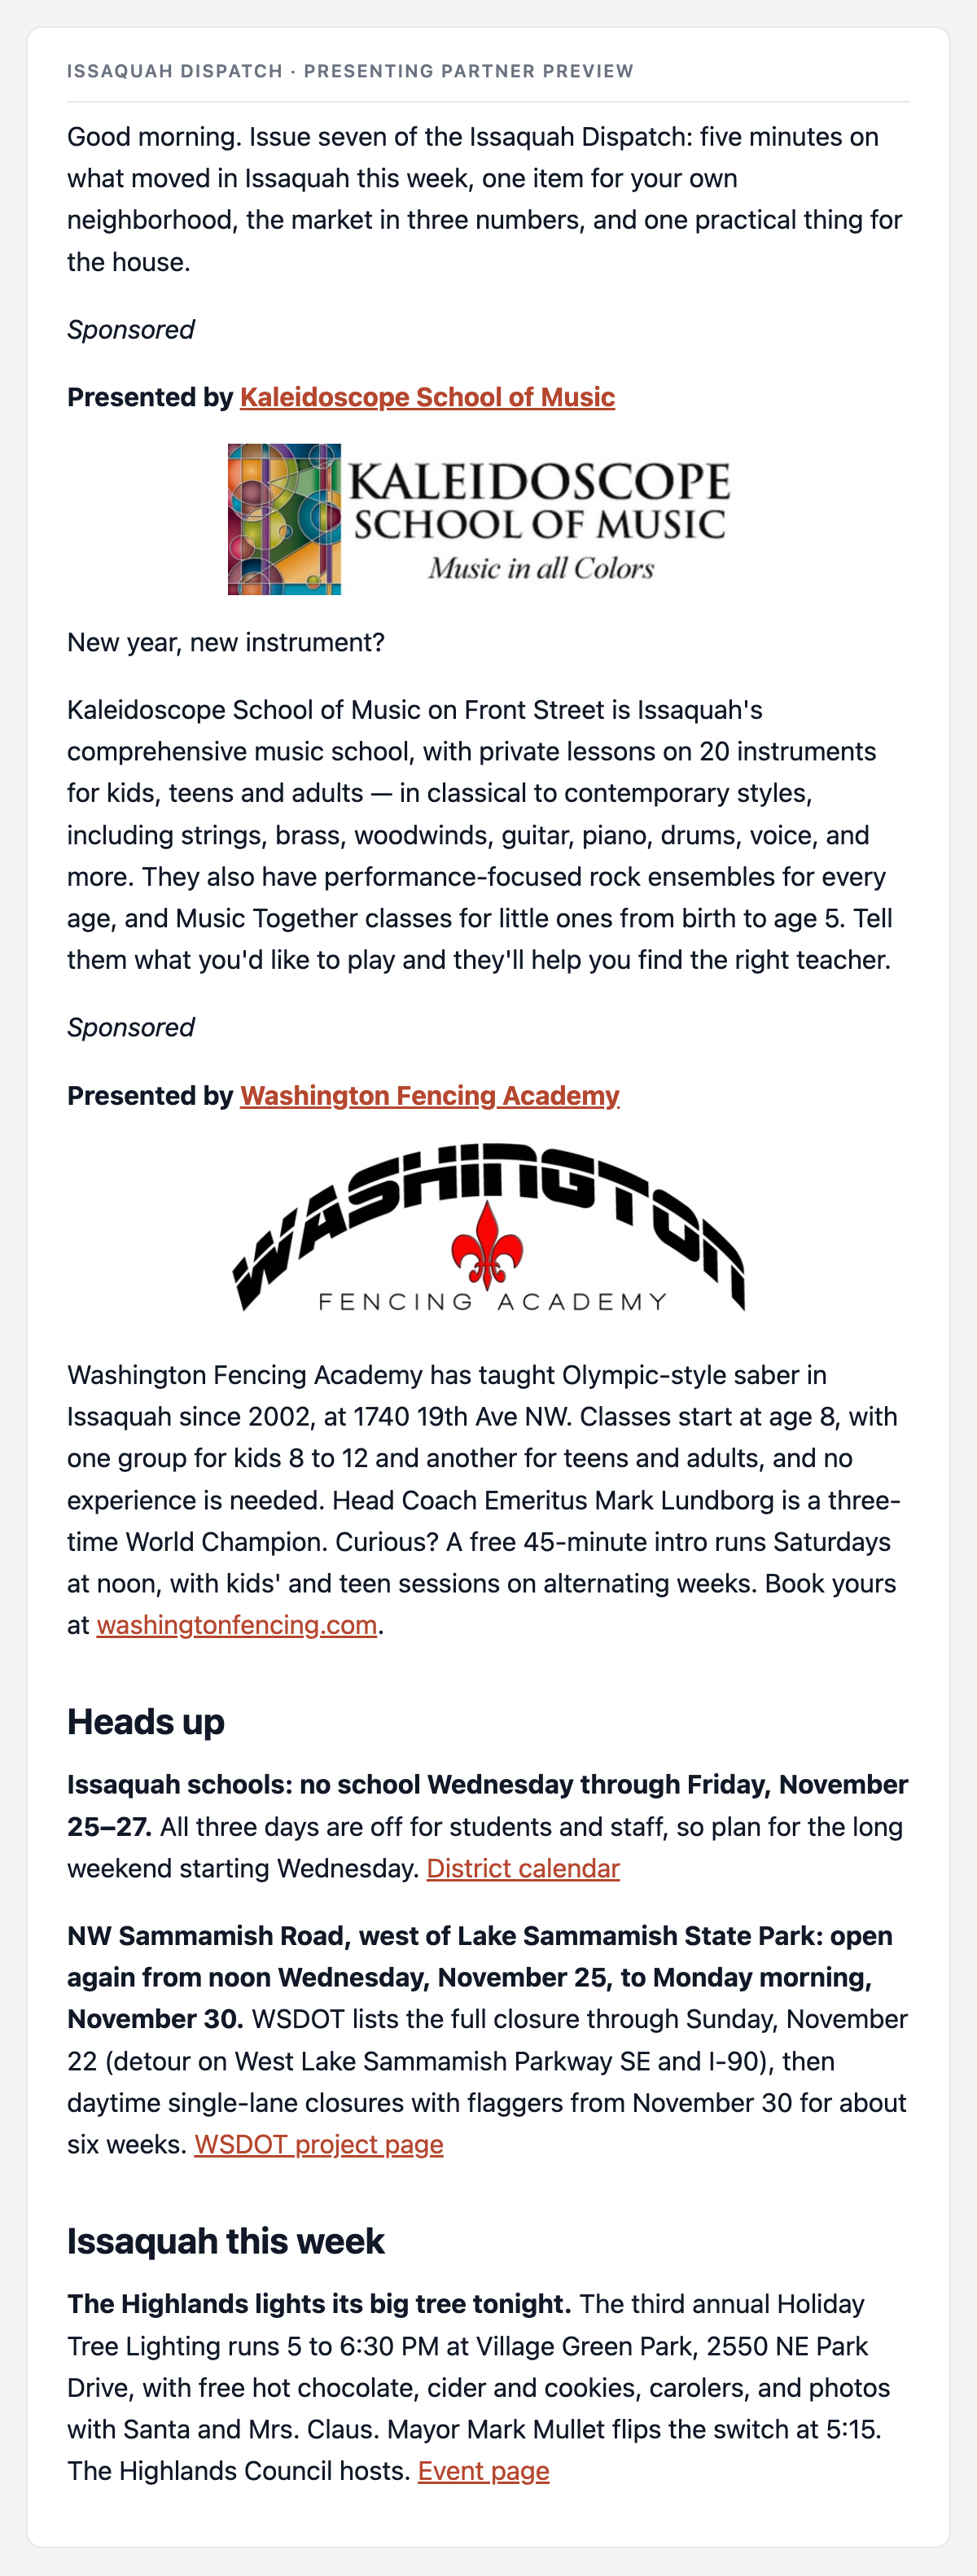 ISSAQUAH DISPATCH · PRESENTING PARTNER PREVIEW
Good morning. Issue seven of the Issaquah Dispatch: five minutes on
what moved in Issaquah this week, one item for your own
neighborhood, the market in three numbers, and one practical thing for
the house.
Sponsored
Presented by Kaleidoscope School of Music
KALEIDOSCOPE
SCHOOL OF MUSIC
Music in all Colors
New year, new instrument?
Kaleidoscope School of Music on Front Street is Issaquah's
comprehensive music school, with private lessons on 20 instruments
for kids, teens and adults — in classical to contemporary styles,
including strings, brass, woodwinds, guitar, piano, drums, voice, and
more. They also have performance-focused rock ensembles for every
age, and Music Together classes for little ones from birth to age 5. Tell
them what you'd like to play and they'll help you find the right teacher.
Sponsored
Presented by Washington Fencing Academy
WASHINGTON
FENCING ACADEMY
Washington Fencing Academy has taught Olympic-style saber in
Issaquah since 2002, at 1740 19th Ave NW. Classes start at age 8, with
one group for kids 8 to 12 and another for teens and adults, and no
experience is needed. Head Coach Emeritus Mark Lundborg is a three-
time World Champion. Curious? A free 45-minute intro runs Saturdays
at noon, with kids' and teen sessions on alternating weeks. Book yours
at washingtonfencing.com.
Heads up
Issaquah schools: no school Wednesday through Friday, November
25–27. All three days are off for students and staff, so plan for the long
weekend starting Wednesday. District calendar
NW Sammamish Road, west of Lake Sammamish State Park: open
again from noon Wednesday, November 25, to Monday morning,
November 30. WSDOT lists the full closure through Sunday, November
22 (detour on West Lake Sammamish Parkway SE and I-90), then
daytime single-lane closures with flaggers from November 30 for about
six weeks. WSDOT project page
Issaquah this week
The Highlands lights its big tree tonight. The third annual Holiday
Tree Lighting runs 5 to 6:30 PM at Village Green Park, 2550 NE Park
Drive, with free hot chocolate, cider and cookies, carolers, and photos
with Santa and Mrs. Claus. Mayor Mark Mullet flips the switch at 5:15.
The Highlands Council hosts. Event page